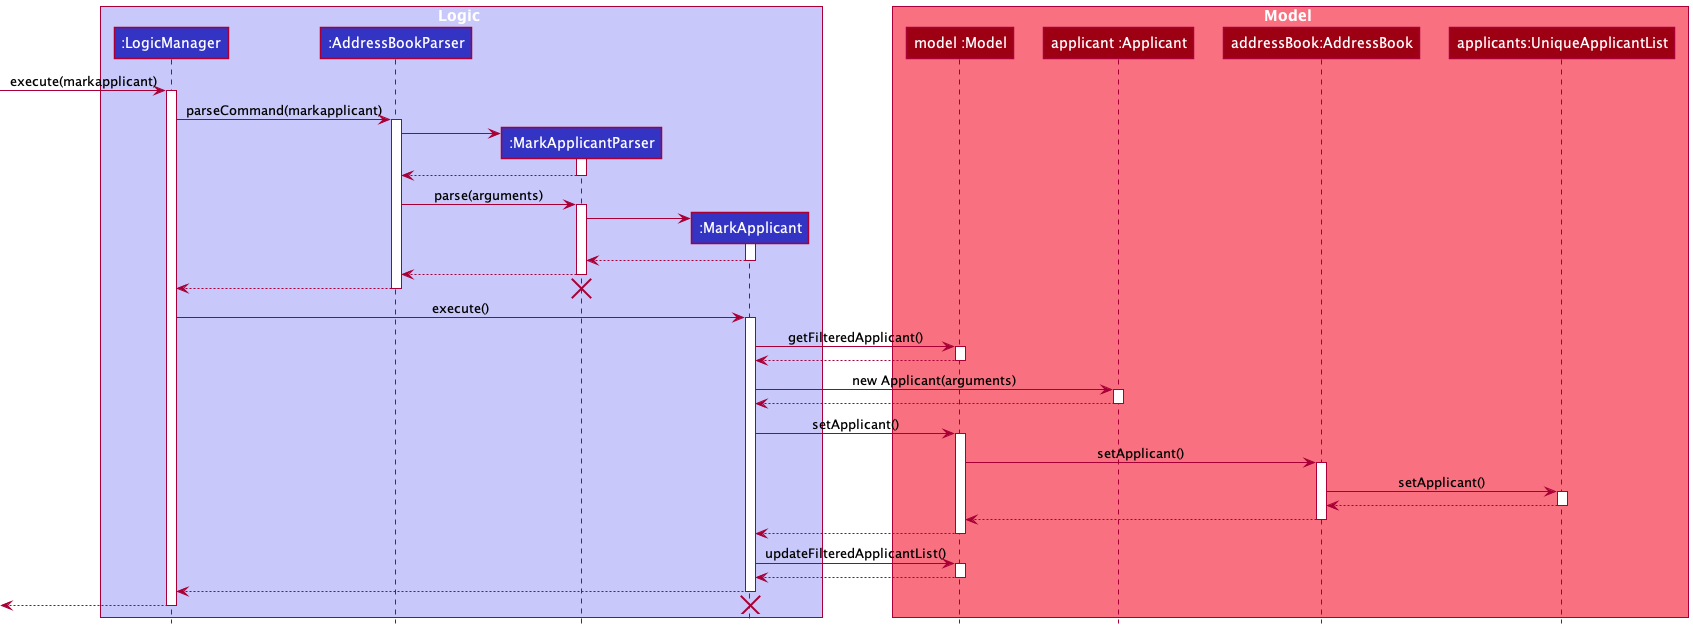 Logic
Model
:LogicManager
:AddressBookParser
model :Model
applicant :Applicant
addressBook:AddressBook
applicants:UniqueApplicantList
execute(markapplicant)
parseCommand(markapplicant)
:MarkApplicantParser
parse(arguments)
:MarkApplicant
execute()
getFilteredApplicant()
new Applicant(arguments)
setApplicant()
setApplicant()
setApplicant()
updateFilteredApplicantList()